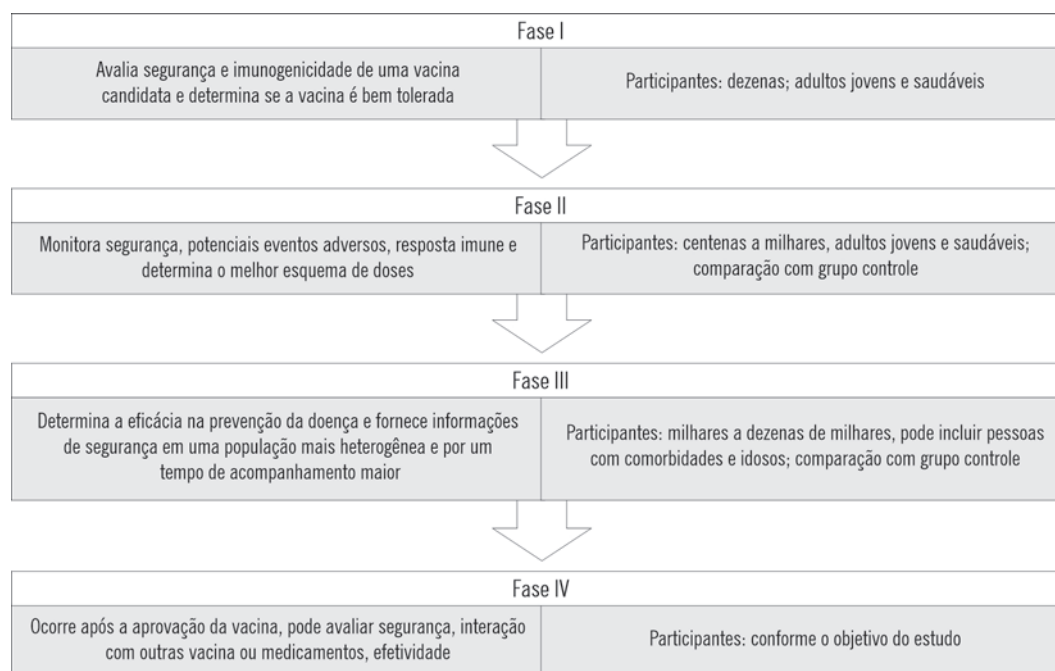 Fase I
Avalia segurança e imunogenicidade de uma vacina
candidata e determina se a vacina é bem tolerada
Participantes: dezenas; adultos jovens e saudáveis
Fase II
Monitora segurança, potenciais eventos adversos, resposta imune e
determina o melhor esquema de doses
Participantes: centenas a milhares, adultos jovens e saudáveis;
comparação com grupo controle
Fase III
Determina a eficácia na prevenção da doença e fornece informações
de segurança em uma população mais heterogênea e por um
tempo de acompanhamento maior
Participantes: milhares a dezenas de milhares, pode incluir pessoas
com comorbidades e idosos; comparação com grupo controle
Fase IV
Ocorre após a aprovação da vacina, pode avaliar segurança, interação
com outras vacina ou medicamentos, efetividade
Participantes: conforme o objetivo do estudo